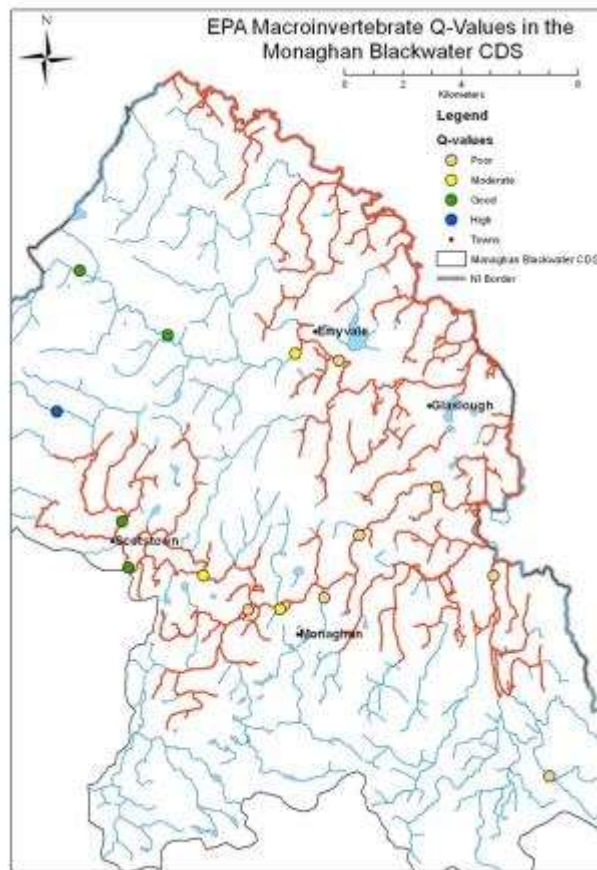 EPA Macroinvertebrate Q-Values in the
Monaghan Blackwater CDS
N
0 2 4 6 8
Kilometers
Legend
Q-values
Poor
Moderate
Good
High
Towns
Monaghan Blackwater CDS
NI Border
Emyvale
Glaslough
Scotstown
Monaghan